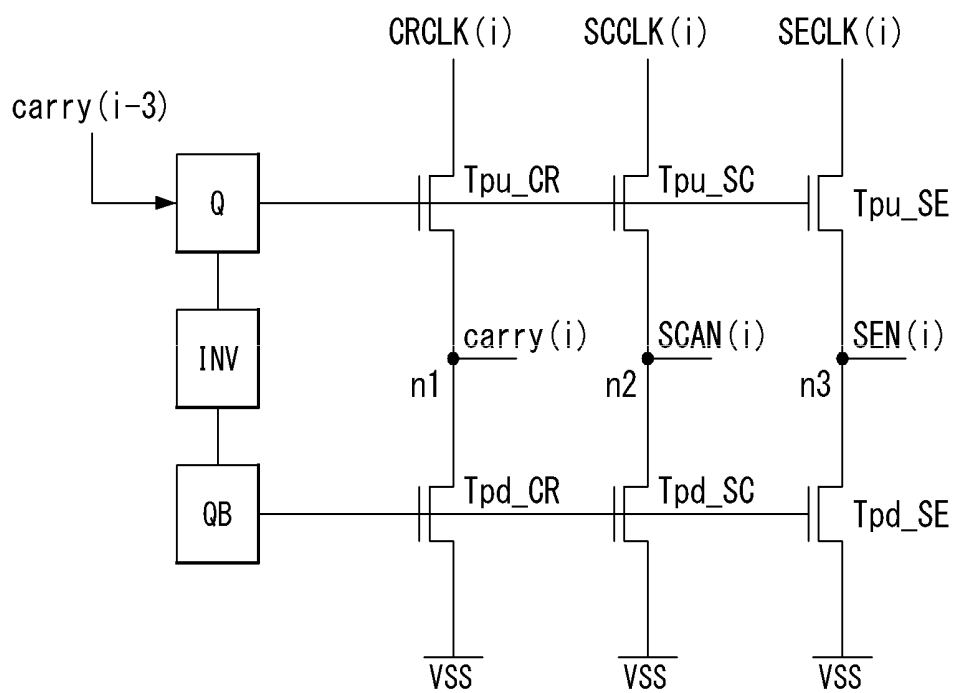 CRCLK(i) SCCLK(i) SECLK(i)
carry(i-3)
Q
Tpu_CR Tpu_SC Tpu_SE
INV
carry(i) SCAN(i) SEN(i)
n1 n2 n3
QB
Tpd_CR Tpd_SC Tpd_SE
VSS VSS VSS